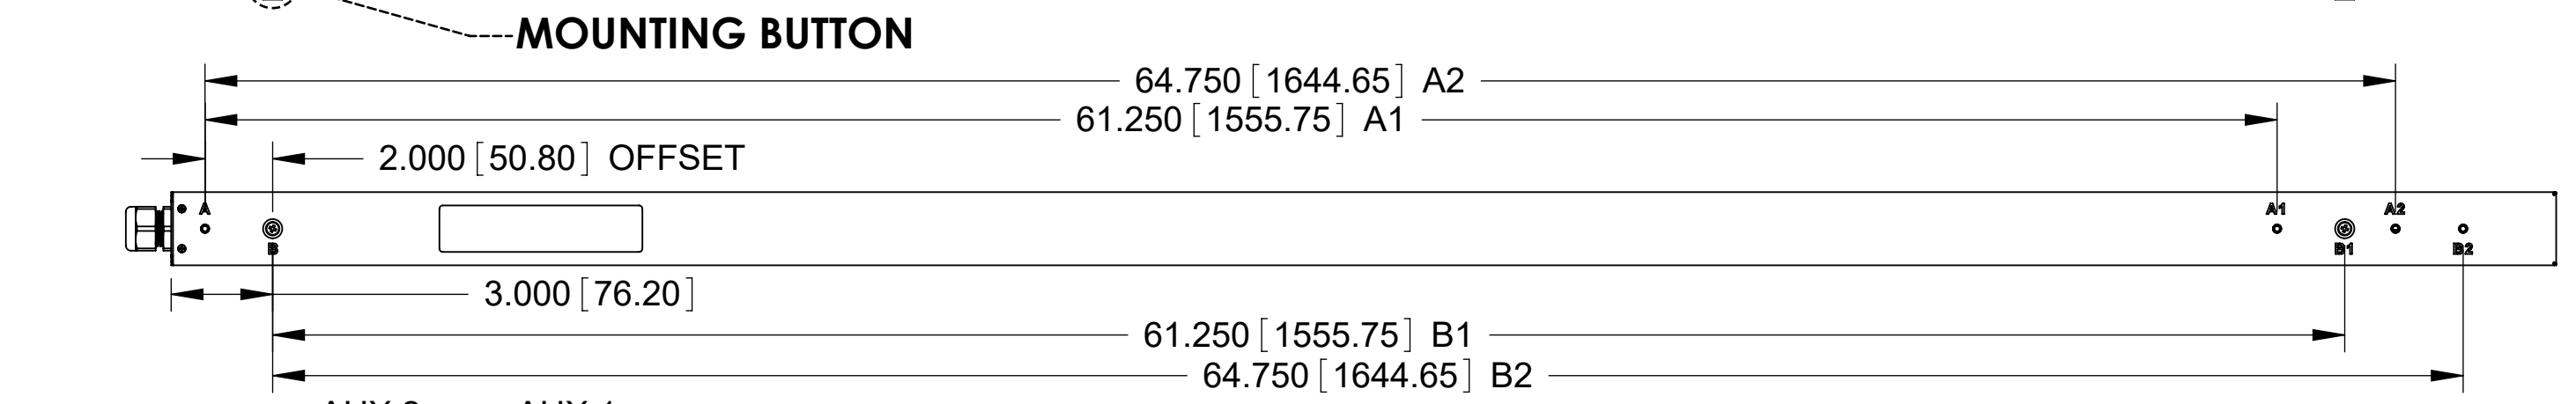 MOUNTING BUTTON
64.750 [1644.65] A2
61.250 [1555.75] A1
2.000 [50.80] OFFSET
A
A1
A2
B
B1
B2
3.000 [76.20]
61.250 [1555.75] B1
64.750 [1644.65] B2